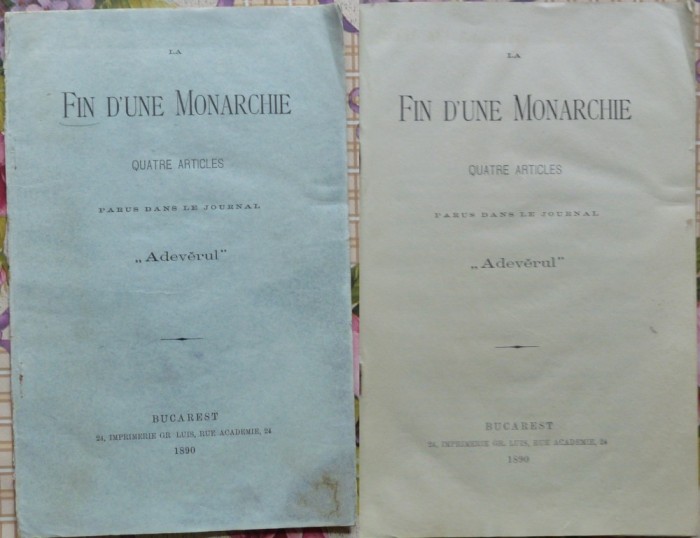 LA
FIN D'UNE MONARCHIE
QUATRE ARTICLES
PARUS DANS LE JOURNAL
„Adevĕrul"
BUCAREST
24, IMPRIMERIE GR. LUIS, RUE ACADEMIE, 24
1890
LA
FIN D'UNE MONARCHIE
QUATRE ARTICLES
PARUS DANS LE JOURNAL
„Adevĕrul"
BUCAREST
24, IMPRIMERIE GR. LUIS, RUE ACADEMIE, 24
1890